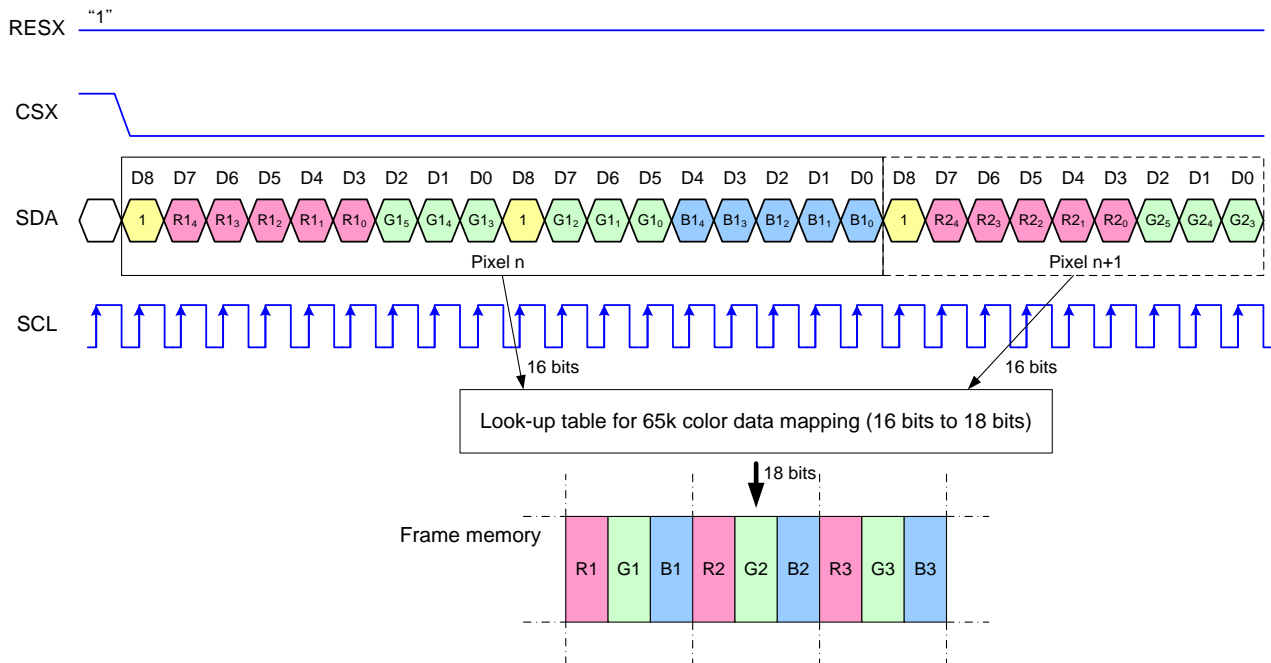 RESX “1”
CSX
D8 D7 D6 D5 D4 D3 D2 D1 D0 D8 D7 D6 D5 D4 D3 D2 D1 D0 D8 D7 D6 D5 D4 D3 D2 D1 D0
SDA 1 R1₄ R1₃ R1₂ R1₁ R1₀ G1₅ G1₄ G1₃ 1 G1₂ G1₁ G1₀ B1₄ B1₃ B1₂ B1₁ B1₀ 1 R2₄ R2₃ R2₂ R2₁ R2₀ G2₅ G2₄ G2₃
Pixel n Pixel n+1
SCL
16 bits 16 bits
Look-up table for 65k color data mapping (16 bits to 18 bits)
18 bits
Frame memory
R1 G1 B1 R2 G2 B2 R3 G3 B3